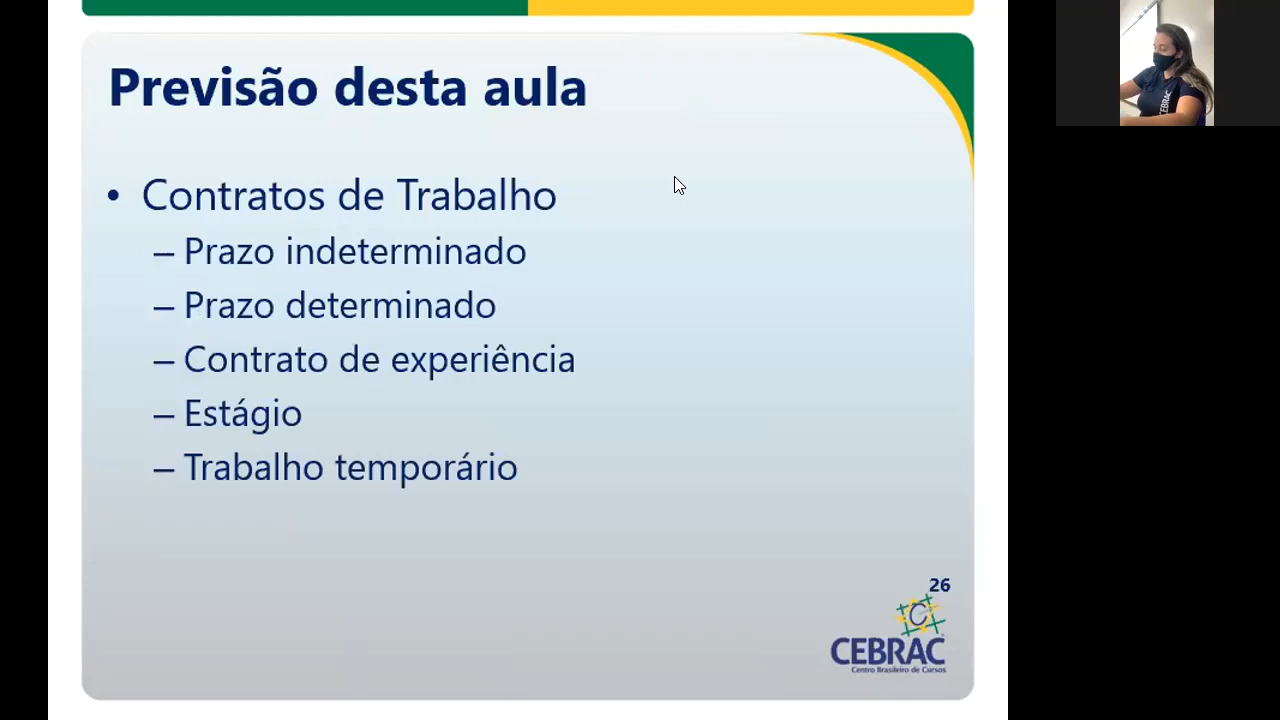 Previsão desta aula
• Contratos de Trabalho
– Prazo indeterminado
– Prazo determinado
– Contrato de experiência
– Estágio
– Trabalho temporário
26
CEBRAC
Centro Brasileiro de Cursos
CEBRAC